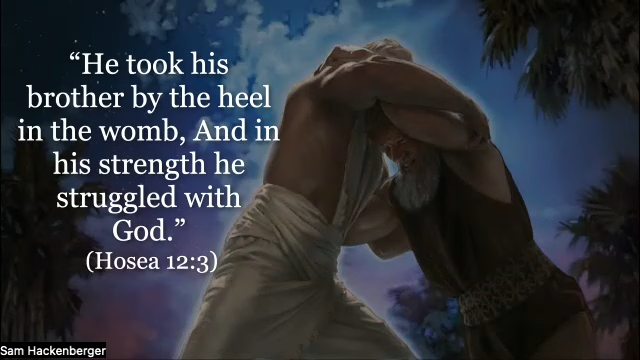 “He took his
brother by the heel
in the womb, And in
his strength he
struggled with
God.”
(Hosea 12:3)
Sam Hackenberger